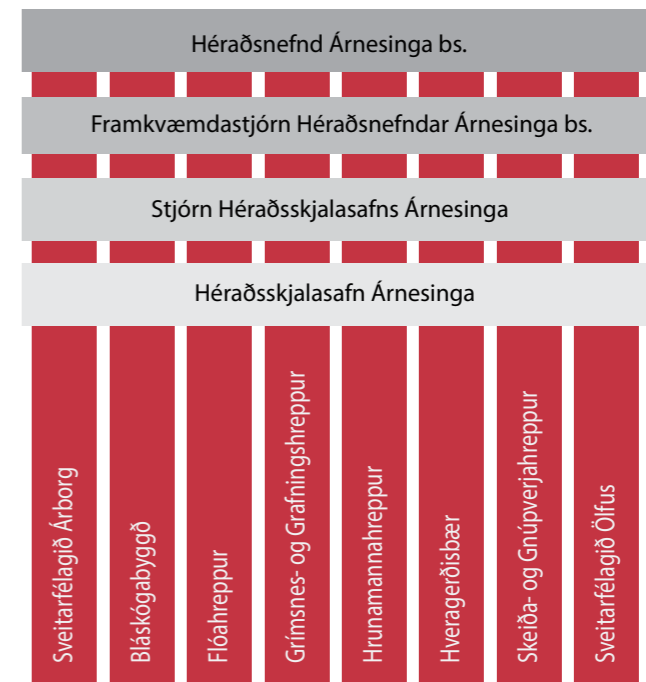 Héraðsnefnd Árnesinga bs.
Framkvæmdastjórn Héraðsnefndar Árnesinga bs.
Stjórn Héraðsskjalasafns Árnesinga
Héraðsskjalasafn Árnesinga
Sveitarfélagið Árborg
Bláskógabyggð
Flóahreppur
Grímsnes- og Grafningshreppur
Hrunamannahreppur
Hveragerðisbær
Skeiða- og Gnúpverjahreppur
Sveitarfélagið Ölfus